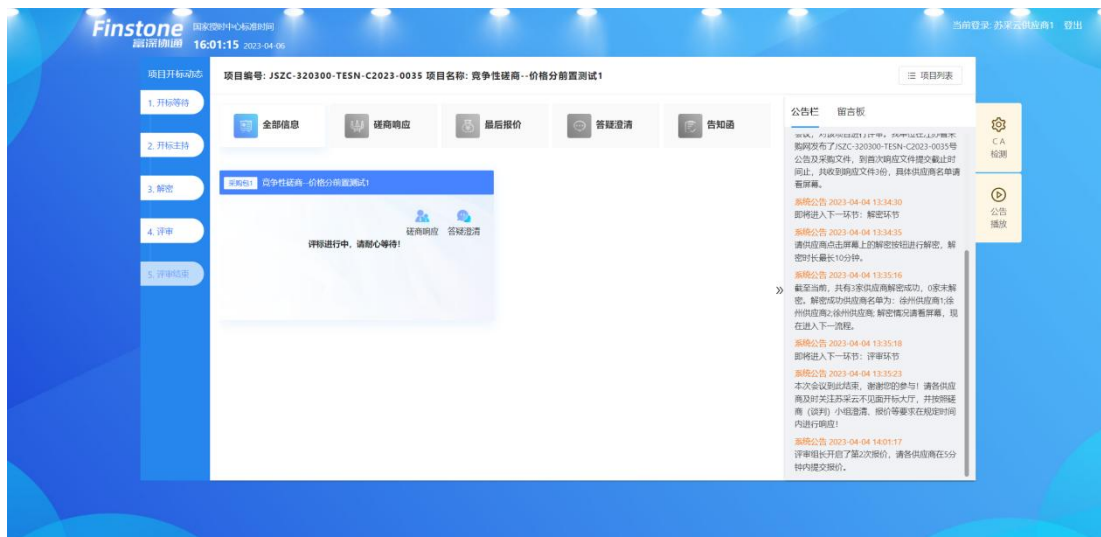 Finstone
富深协通
国家授时中心标准时间
16:01:15 2023-04-06
当前登录: 苏采云供应商1 登出
项目开标动态
1. 开标等待
2. 开标主持
3. 解密
4. 评审
5. 评审结束
项目编号: JSZC-320300-TESN-C2023-0035 项目名称: 竞争性磋商--价格分前置测试1
项目列表
全部信息
磋商响应
最后报价
答疑澄清
告知函
采购包1 竞争性磋商--价格分前置测试1
磋商响应 答疑澄清
评标进行中，请耐心等待!
公告栏 留言板
购网发布了JSZC-320300-TESN-C2023-0035号
公告及采购文件，到首次响应文件提交截止时
间止，共收到响应文件3份，具体供应商名单请
看屏幕。
系统公告 2023-04-04 13:34:30
即将进入下一环节：解密环节
系统公告 2023-04-04 13:34:35
请供应商点击屏幕上的解密按钮进行解密，解
密时长最长10分钟。
系统公告 2023-04-04 13:35:16
截至当前，共有3家供应商解密成功，0家未解
密。解密成功供应商名单为：徐州供应商1;徐
州供应商2;徐州供应商; 解密情况请看屏幕，现
在进入下一流程。
系统公告 2023-04-04 13:35:18
即将进入下一环节：评审环节
系统公告 2023-04-04 13:35:23
本次会议到此结束，谢谢您的参与！请各供应
商及时关注苏采云不见面开标大厅，并按照磋
商（谈判）小组澄清、报价等要求在规定时间
内进行响应！
系统公告 2023-04-04 14:01:17
评审组长开启了第2次报价，请各供应商在5分
钟内提交报价。
CA
检测
公告
播放